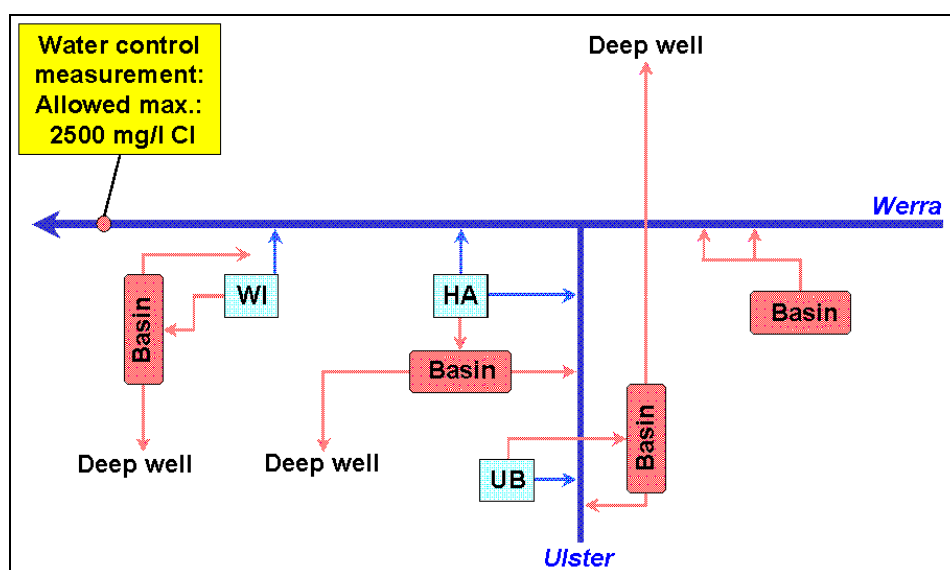 Water control
measurement:
Allowed max.:
2500 mg/l Cl
Deep well
Werra
Basin
WI
HA
Basin
Basin
Basin
UB
Deep well
Deep well
Ulster